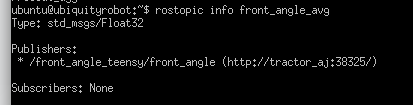 ubuntu@ubiquityrobot:~$ rostopic info front_angle_avg
Type: std_msgs/Float32
Publishers:
* /front_angle_teensy/front_angle (http://tractor_aj:38325/)
Subscribers: None